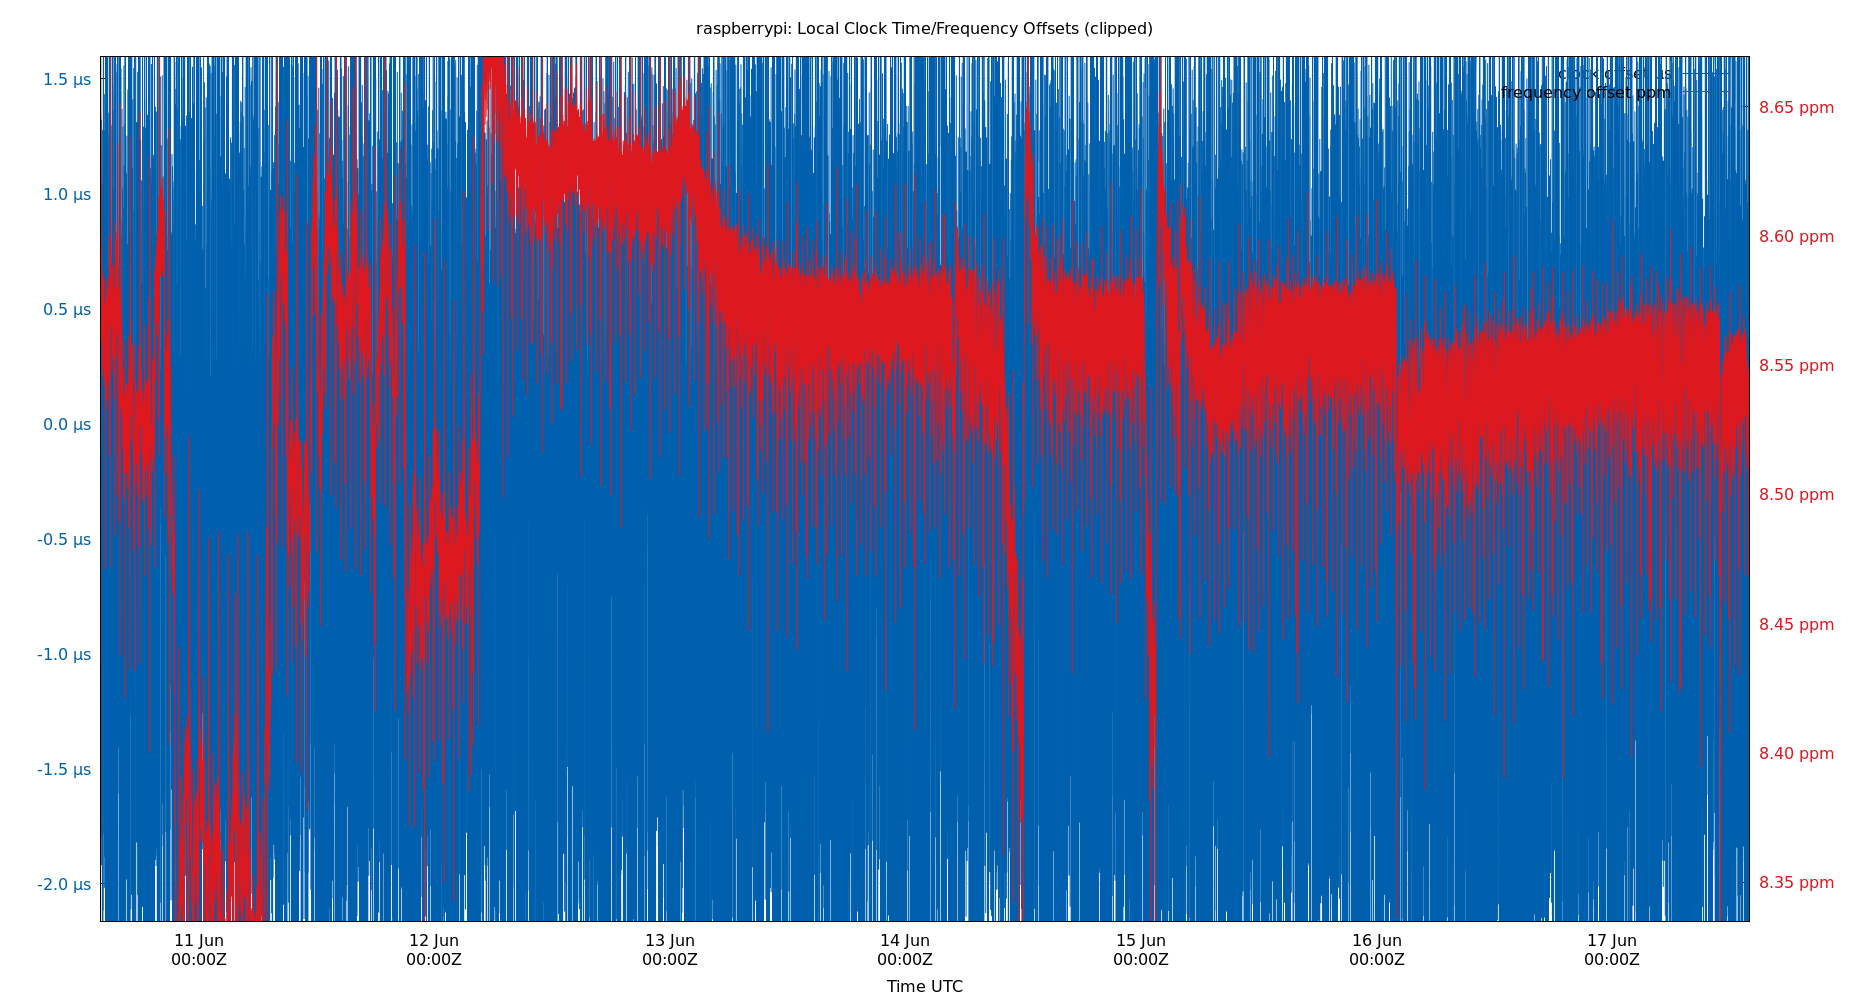 raspberrypi: Local Clock Time/Frequency Offsets (clipped)
clock offset µs
frequency offset ppm
1.5 µs
1.0 µs
0.5 µs
0.0 µs
-0.5 µs
-1.0 µs
-1.5 µs
-2.0 µs
8.65 ppm
8.60 ppm
8.55 ppm
8.50 ppm
8.45 ppm
8.40 ppm
8.35 ppm
11 Jun
00:00Z
12 Jun
00:00Z
13 Jun
00:00Z
14 Jun
00:00Z
15 Jun
00:00Z
16 Jun
00:00Z
17 Jun
00:00Z
Time UTC